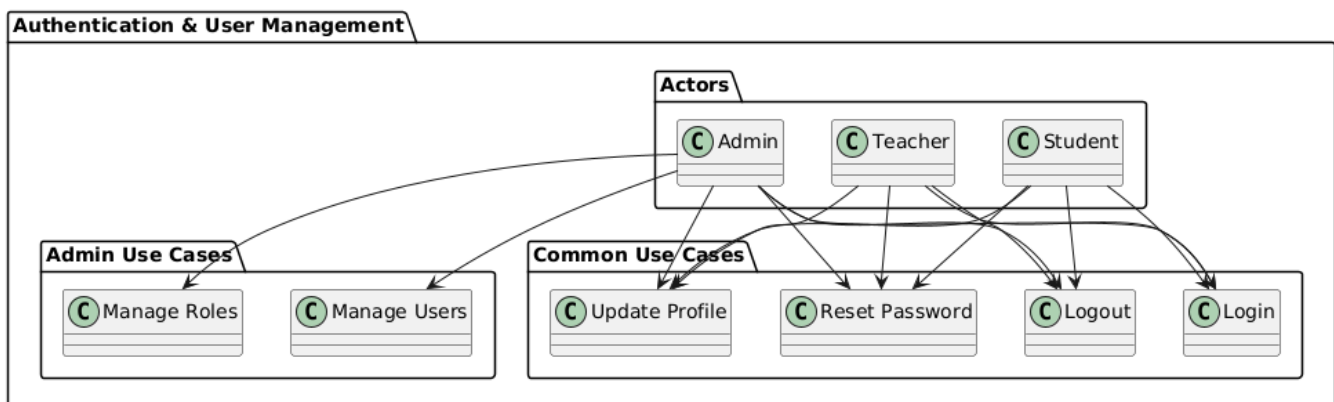 Authentication & User Management
Actors
C Admin
C Teacher
C Student
Admin Use Cases
Common Use Cases
C Manage Roles
C Manage Users
C Update Profile
C Reset Password
C Logout
C Login